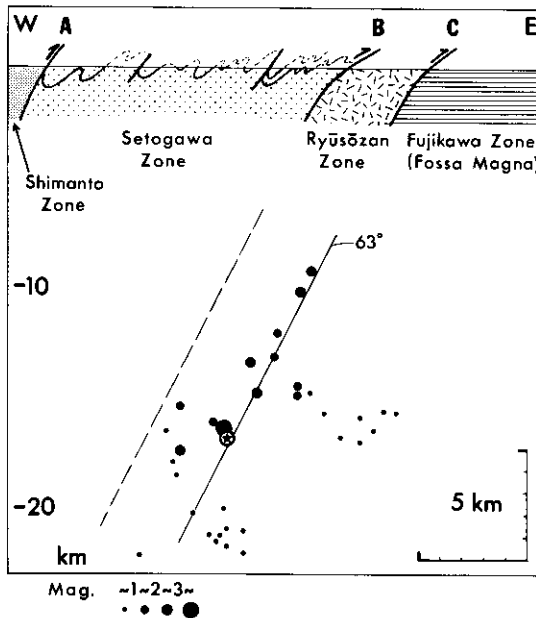 W A B C E
Setogawa Zone
Ryūsōzan Zone
Fujikawa Zone (Fossa Magna)
Shimanto Zone
63°
-10
-20
5 km
km
Mag. ~1~2~3~